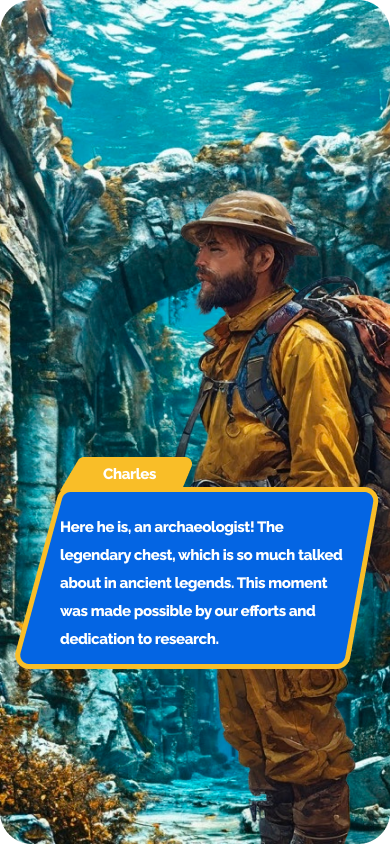 Charles
Here he is, an archaeologist! The
legendary chest, which is so much talked
about in ancient legends. This moment
was made possible by our efforts and
dedication to research.